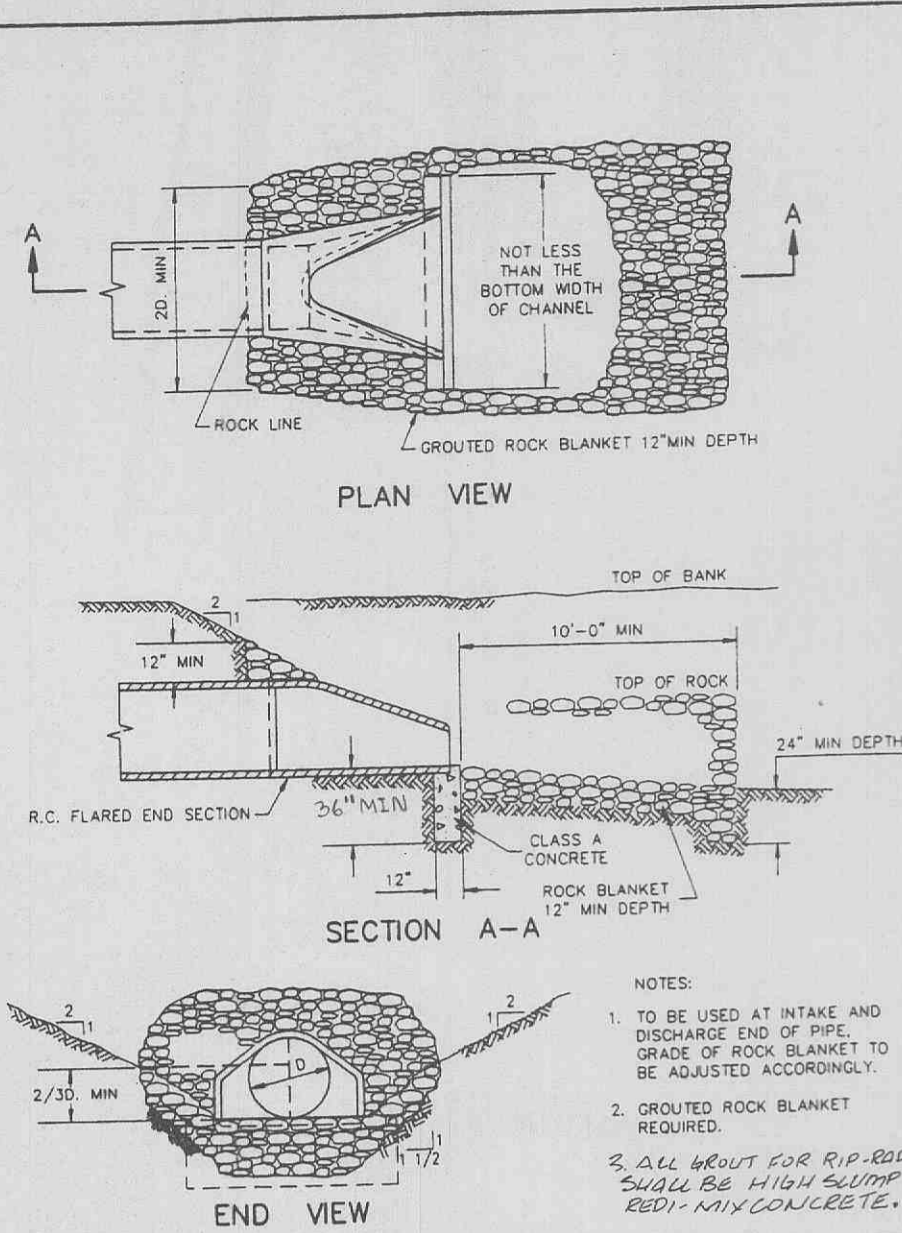 A
A
2D. MIN
NOT LESS
THAN THE
BOTTOM WIDTH
OF CHANNEL
ROCK LINE
GROUTED ROCK BLANKET 12"MIN DEPTH
PLAN VIEW
TOP OF BANK
2
1
10'-0" MIN
12" MIN
TOP OF ROCK
24" MIN DEPTH
R.C. FLARED END SECTION
36" MIN
CLASS A
CONCRETE
12"
ROCK BLANKET
12" MIN DEPTH
SECTION A-A
2
1
2
1
D
2/3D. MIN
1
1 1/2
END VIEW
NOTES:
1. TO BE USED AT INTAKE AND
DISCHARGE END OF PIPE,
GRADE OF ROCK BLANKET TO
BE ADJUSTED ACCORDINGLY.
2. GROUTED ROCK BLANKET
REQUIRED.
3. ALL GROUT FOR RIP-RAP
SHALL BE HIGH SLUMP
REDI-MIX CONCRETE.